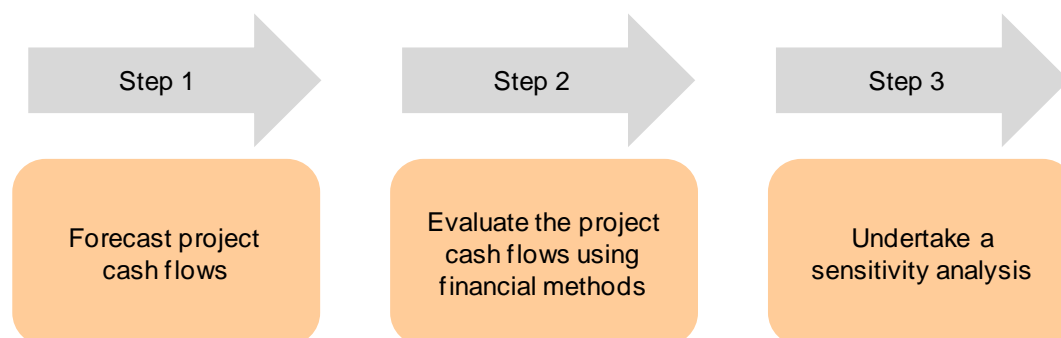 Step 1
Step 2
Step 3
Forecast project
cash flows
Evaluate the project
cash flows using
financial methods
Undertake a
sensitivity analysis